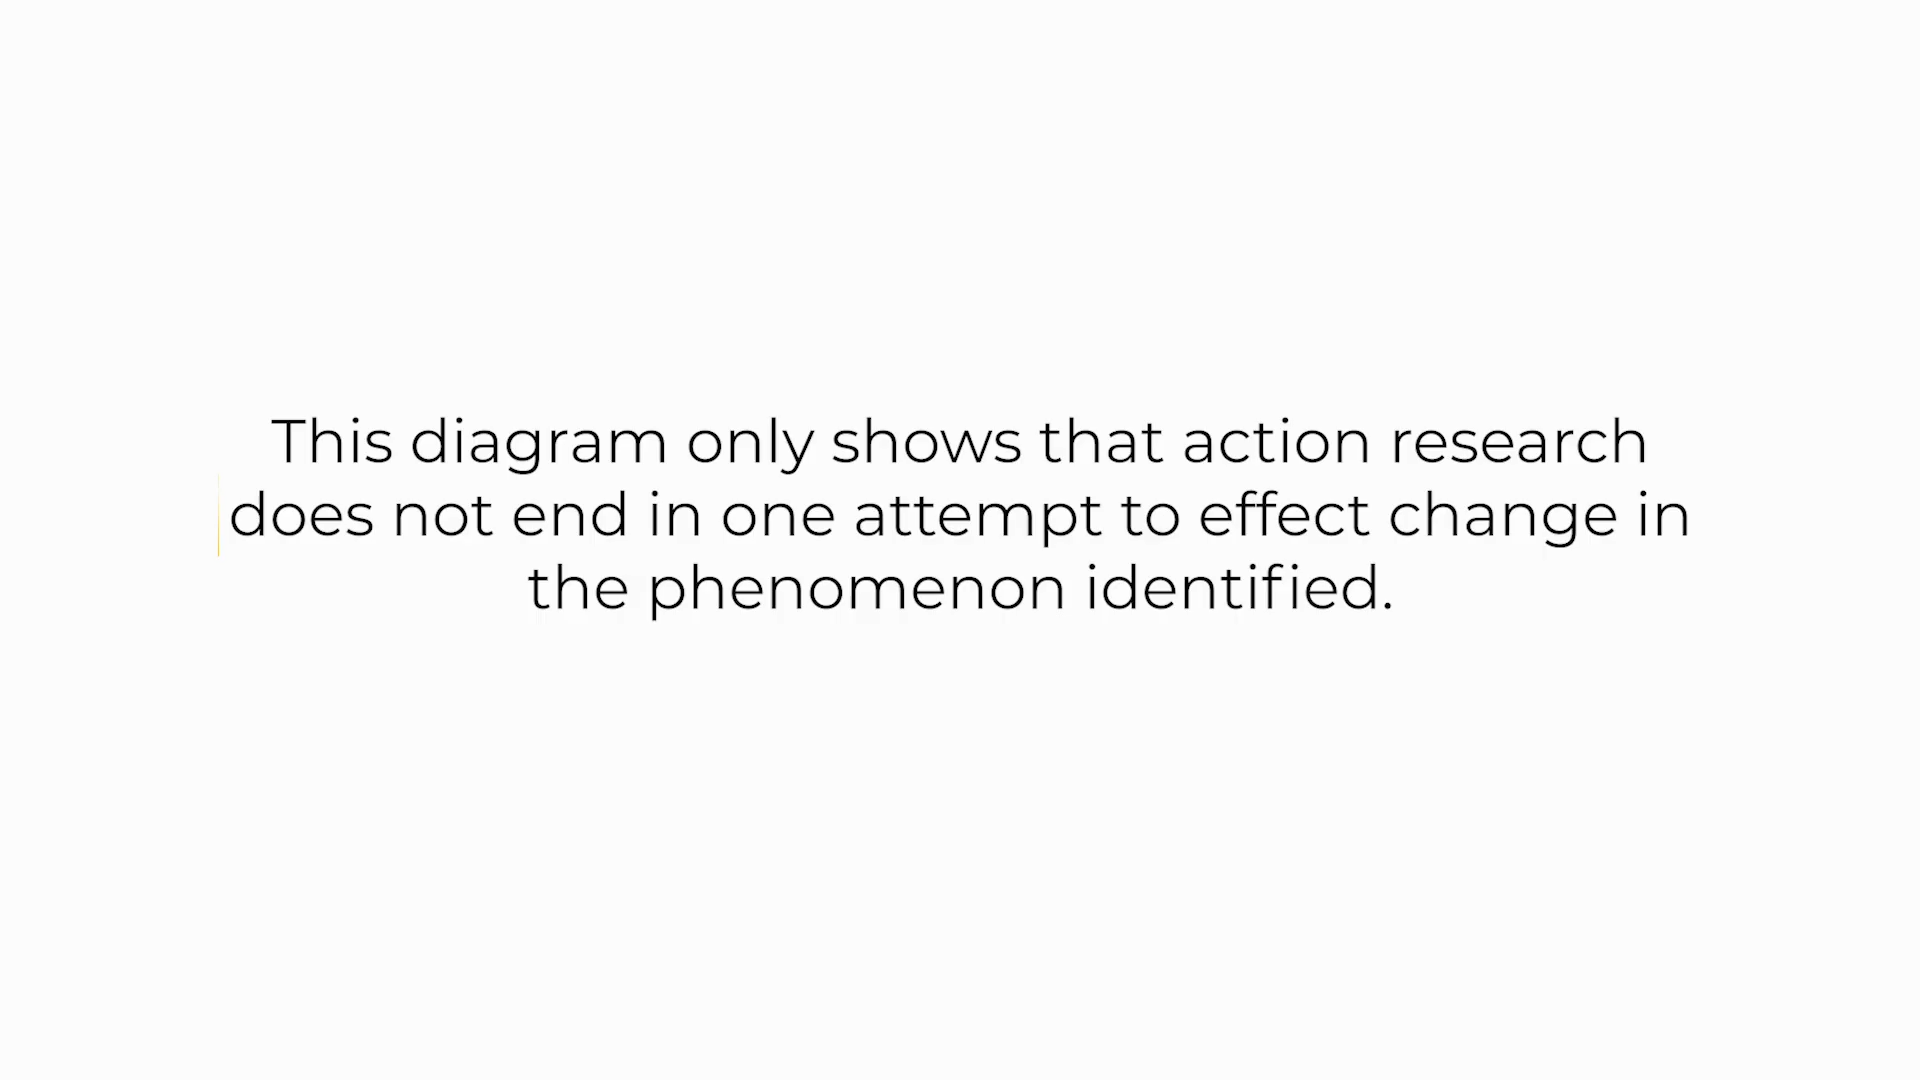 This diagram only shows that action research
does not end in one attempt to effect change in
the phenomenon identified.